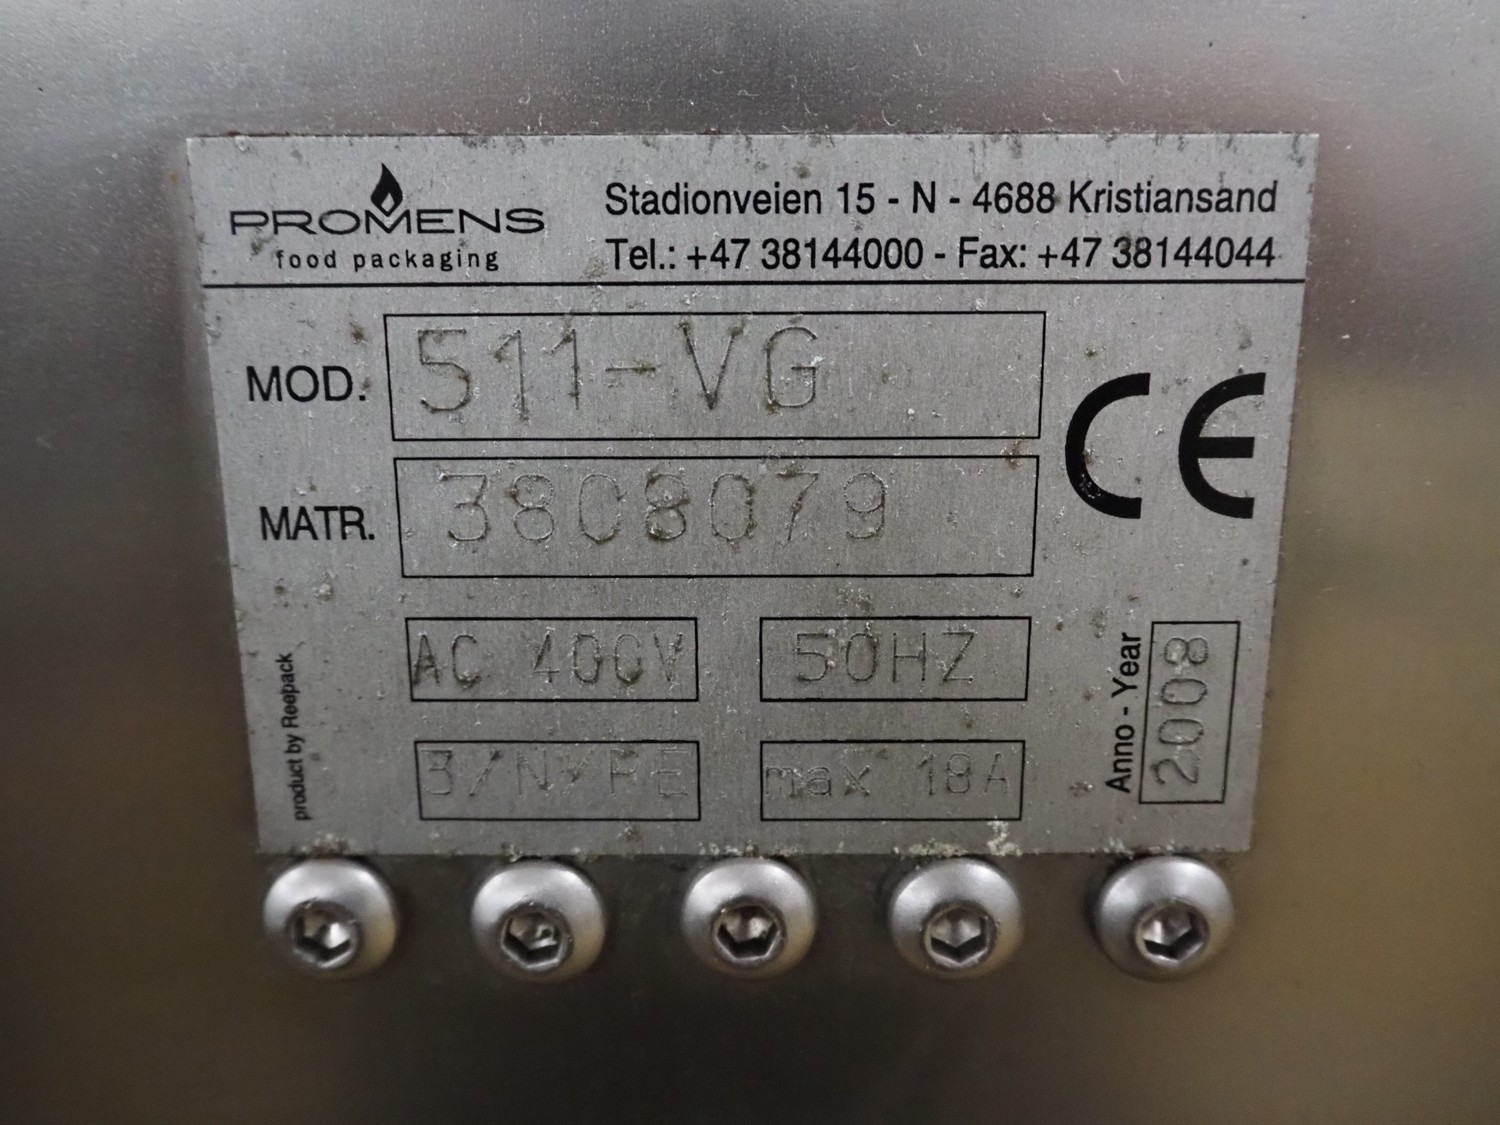 PROMENS
food packaging
Stadionveien 15 - N - 4688 Kristiansand
Tel.: +47 38144000 - Fax: +47 38144044
MOD. 511-VG
MATR. 3808079
CE
AC 400V 50HZ
3/N/PE max 18A
product by Reepack
Anno - Year 2008